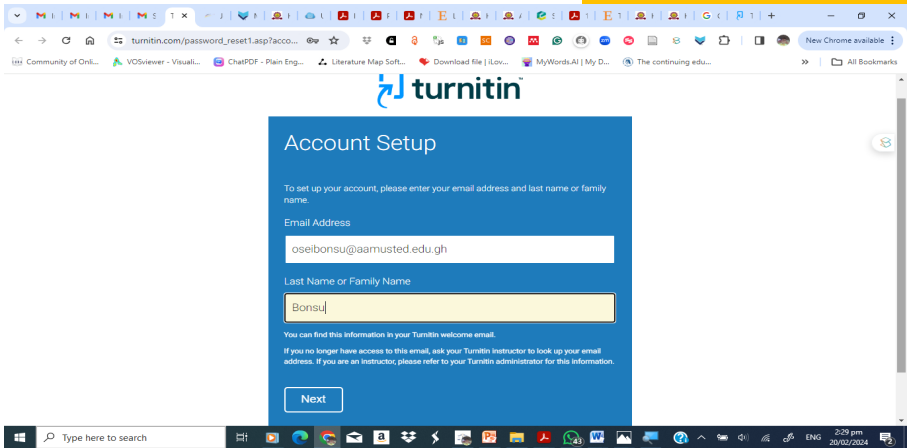 turnitin.com/password_reset1.asp?acco...
New Chrome available
Community of Onli...
VOSviewer - Visuali...
ChatPDF - Plain Eng...
Literature Map Soft...
Download file | iLov...
MyWords.AI | My D...
The continuing edu...
All Bookmarks
turnitin
Account Setup
To set up your account, please enter your email address and last name or family
name.
Email Address
oseibonsu@aamusted.edu.gh
Last Name or Family Name
Bonsu
You can find this information in your Turnitin welcome email.
If you no longer have access to this email, ask your Turnitin instructor to look up your email
address. If you are an instructor, please refer to your Turnitin administrator for this information.
Next
Type here to search
ENG
2:29 pm
20/02/2024